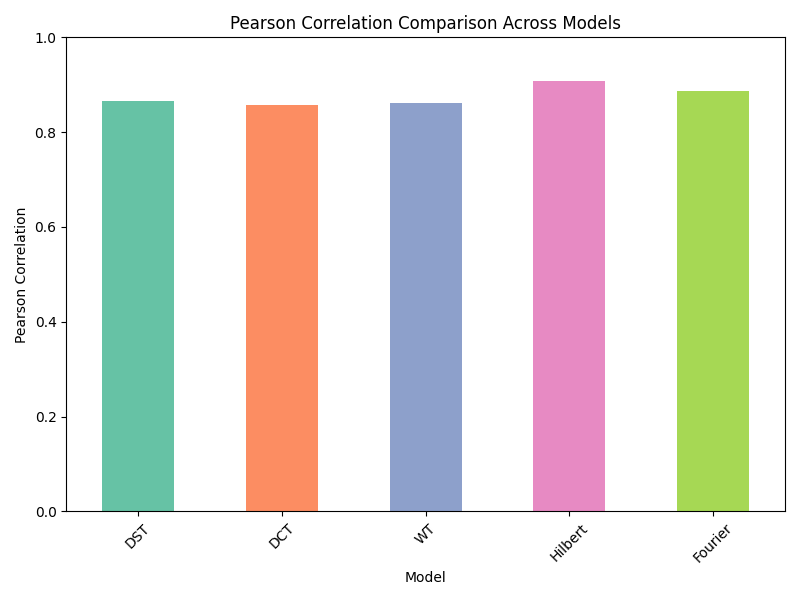 Pearson Correlation Comparison Across Models
1.0
0.8
0.6
0.4
0.2
0.0
Pearson Correlation
DST
DCT
WT
Hilbert
Fourier
Model